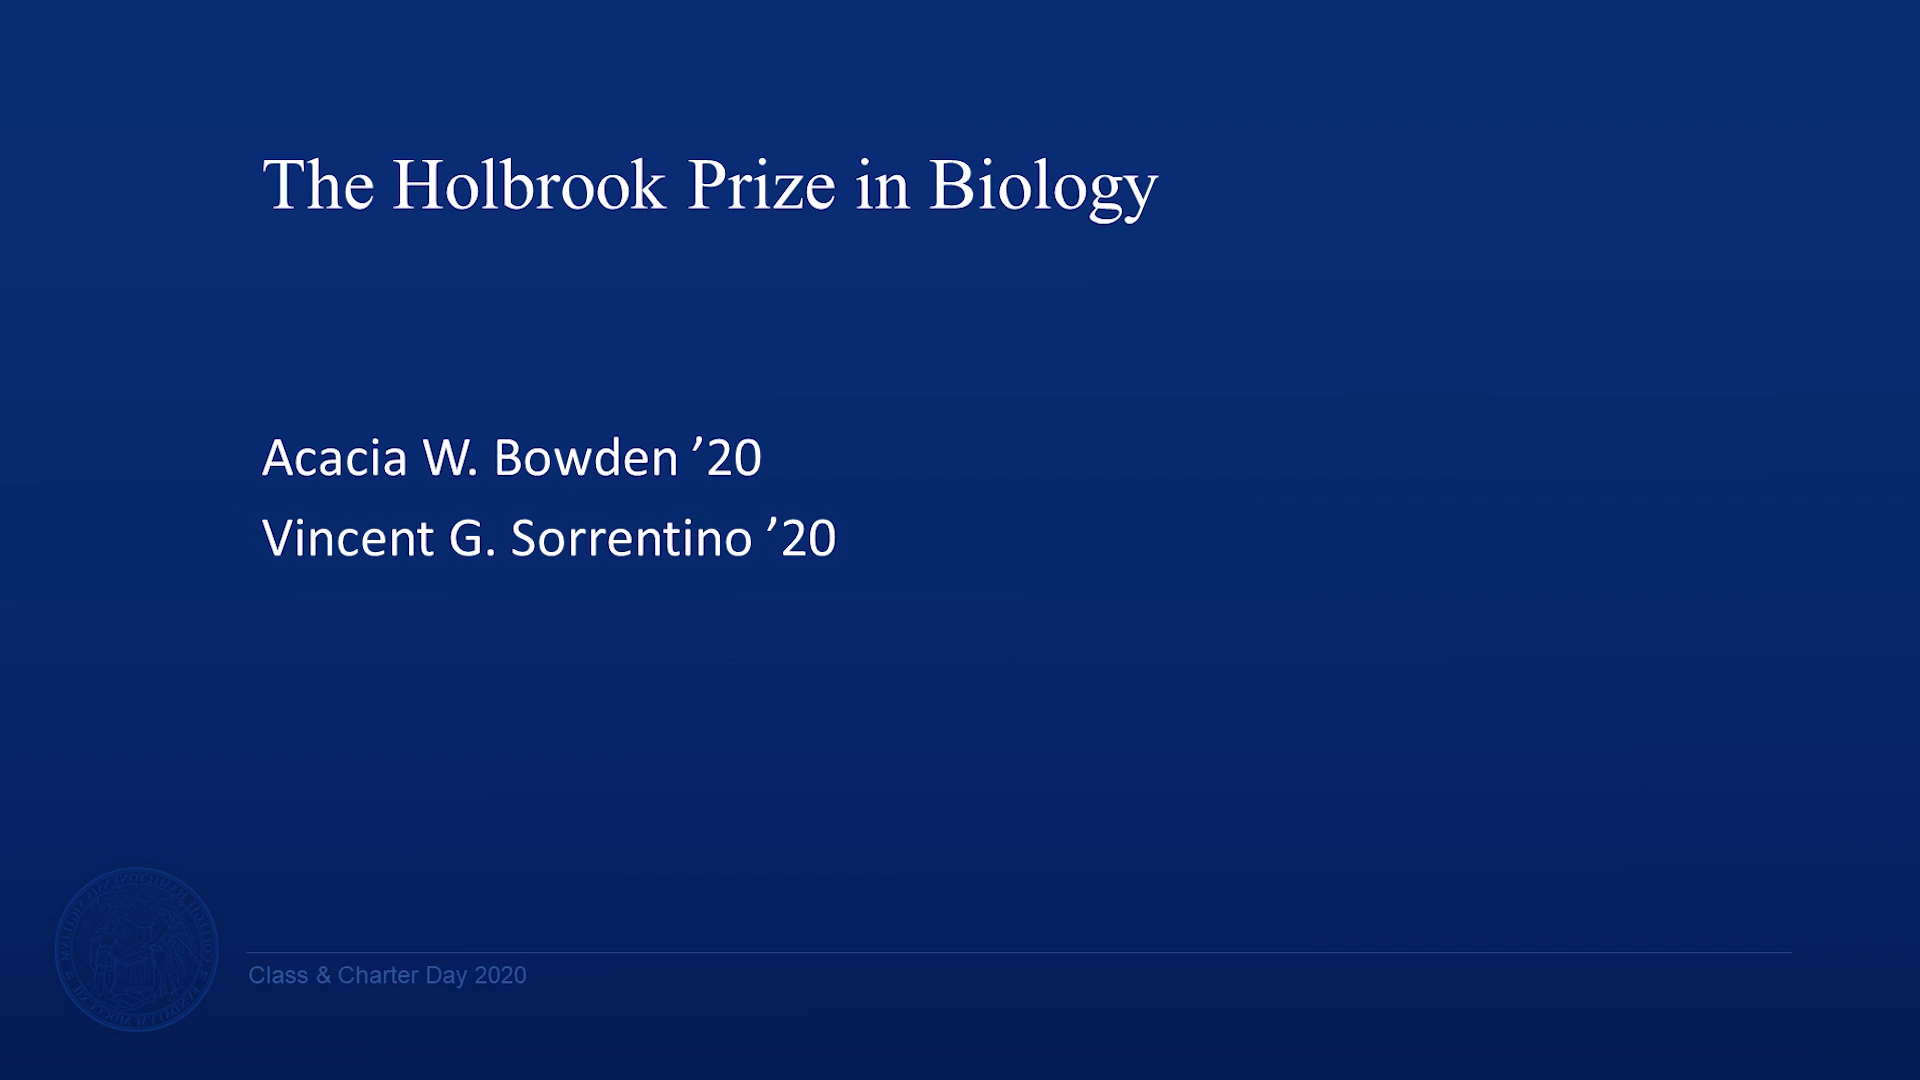 The Holbrook Prize in Biology
Acacia W. Bowden ’20
Vincent G. Sorrentino ’20
Class & Charter Day 2020